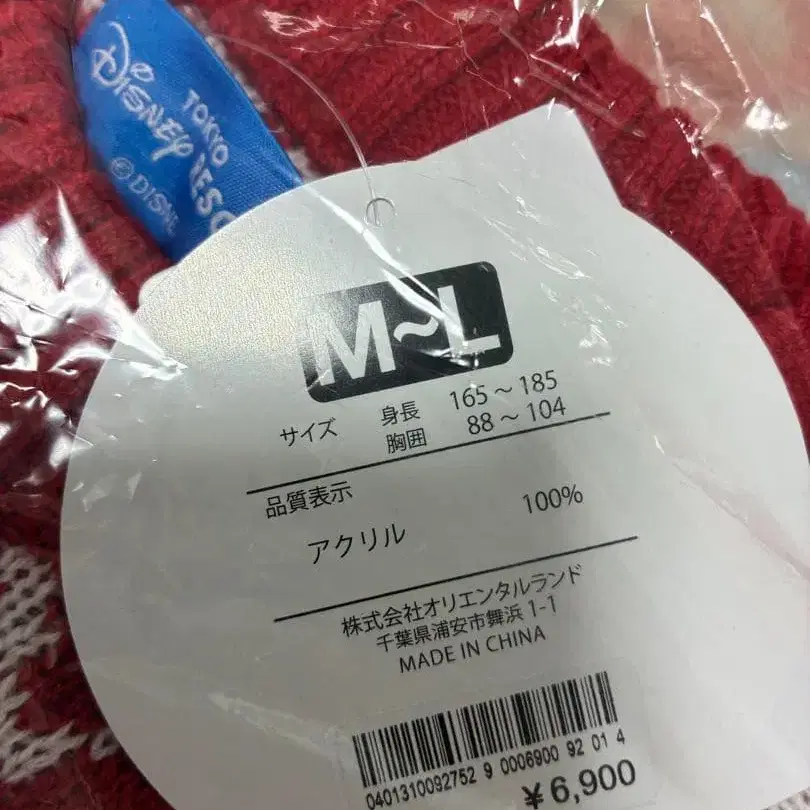 Disney
TOKYO
RESO
©DISNE
M~L
サイズ 身長 165～185
胸囲 88～104
品質表示
アクリル 100%
株式会社オリエンタルランド
千葉県浦安市舞浜 1-1
MADE IN CHINA
0401310092752 9 0006900 92 01 4
¥6,900